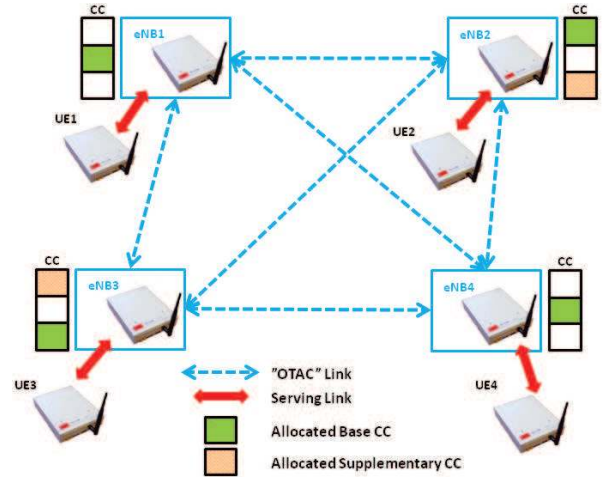 CC
eNB1
eNB2
CC
UE1
UE2
CC
eNB3
eNB4
CC
UE3
"OTAC" Link
Serving Link
UE4
Allocated Base CC
Allocated Supplementary CC